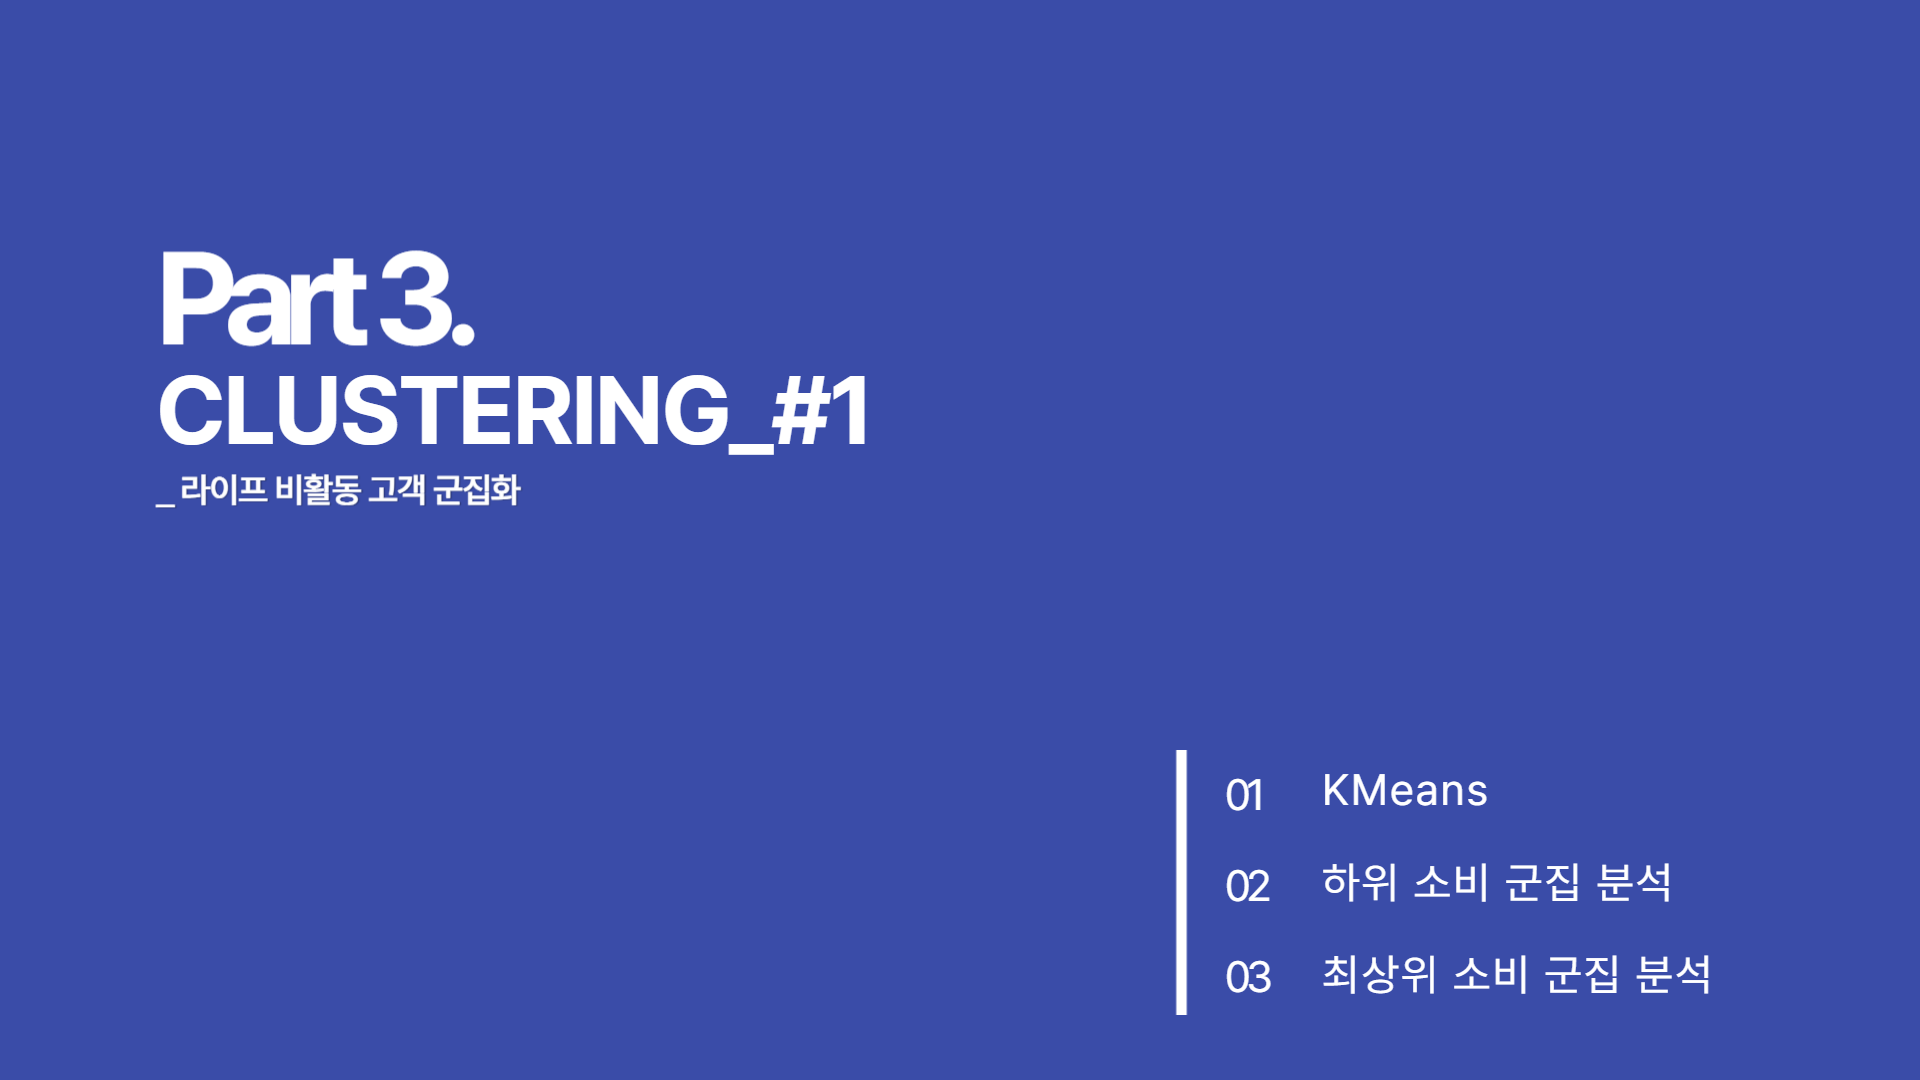 Part 3.
CLUSTERING_#1
_ 라이프 비활동 고객 군집화
01 KMeans
02 하위 소비 군집 분석
03 최상위 소비 군집 분석